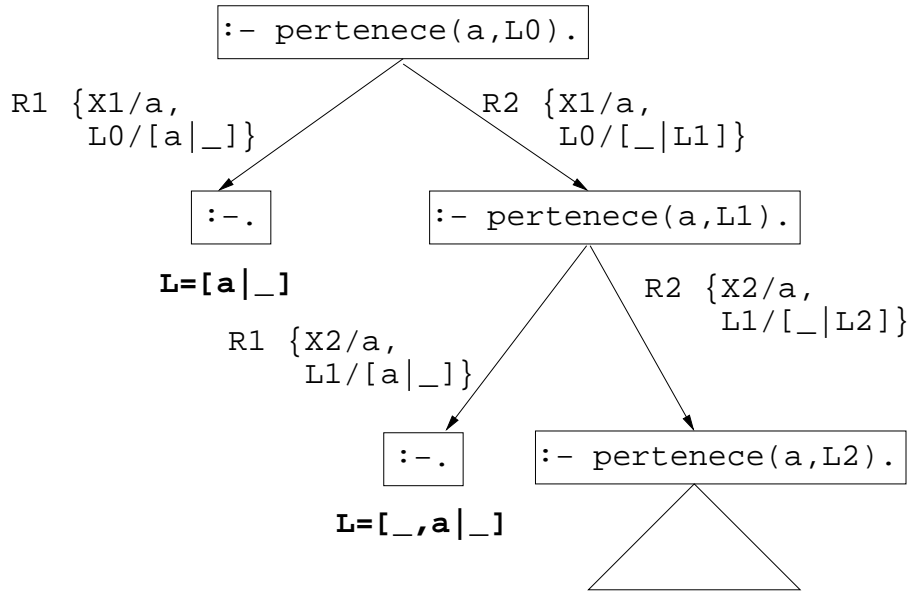 :- pertenece(a,L0).
R1 {X1/a,
L0/[a|_]}
R2 {X1/a,
L0/[_|L1]}
:-.
:- pertenece(a,L1).
L=[a|_]
R1 {X2/a,
L1/[a|_]}
R2 {X2/a,
L1/[_|L2]}
:-.
:- pertenece(a,L2).
L=[_,a|_]